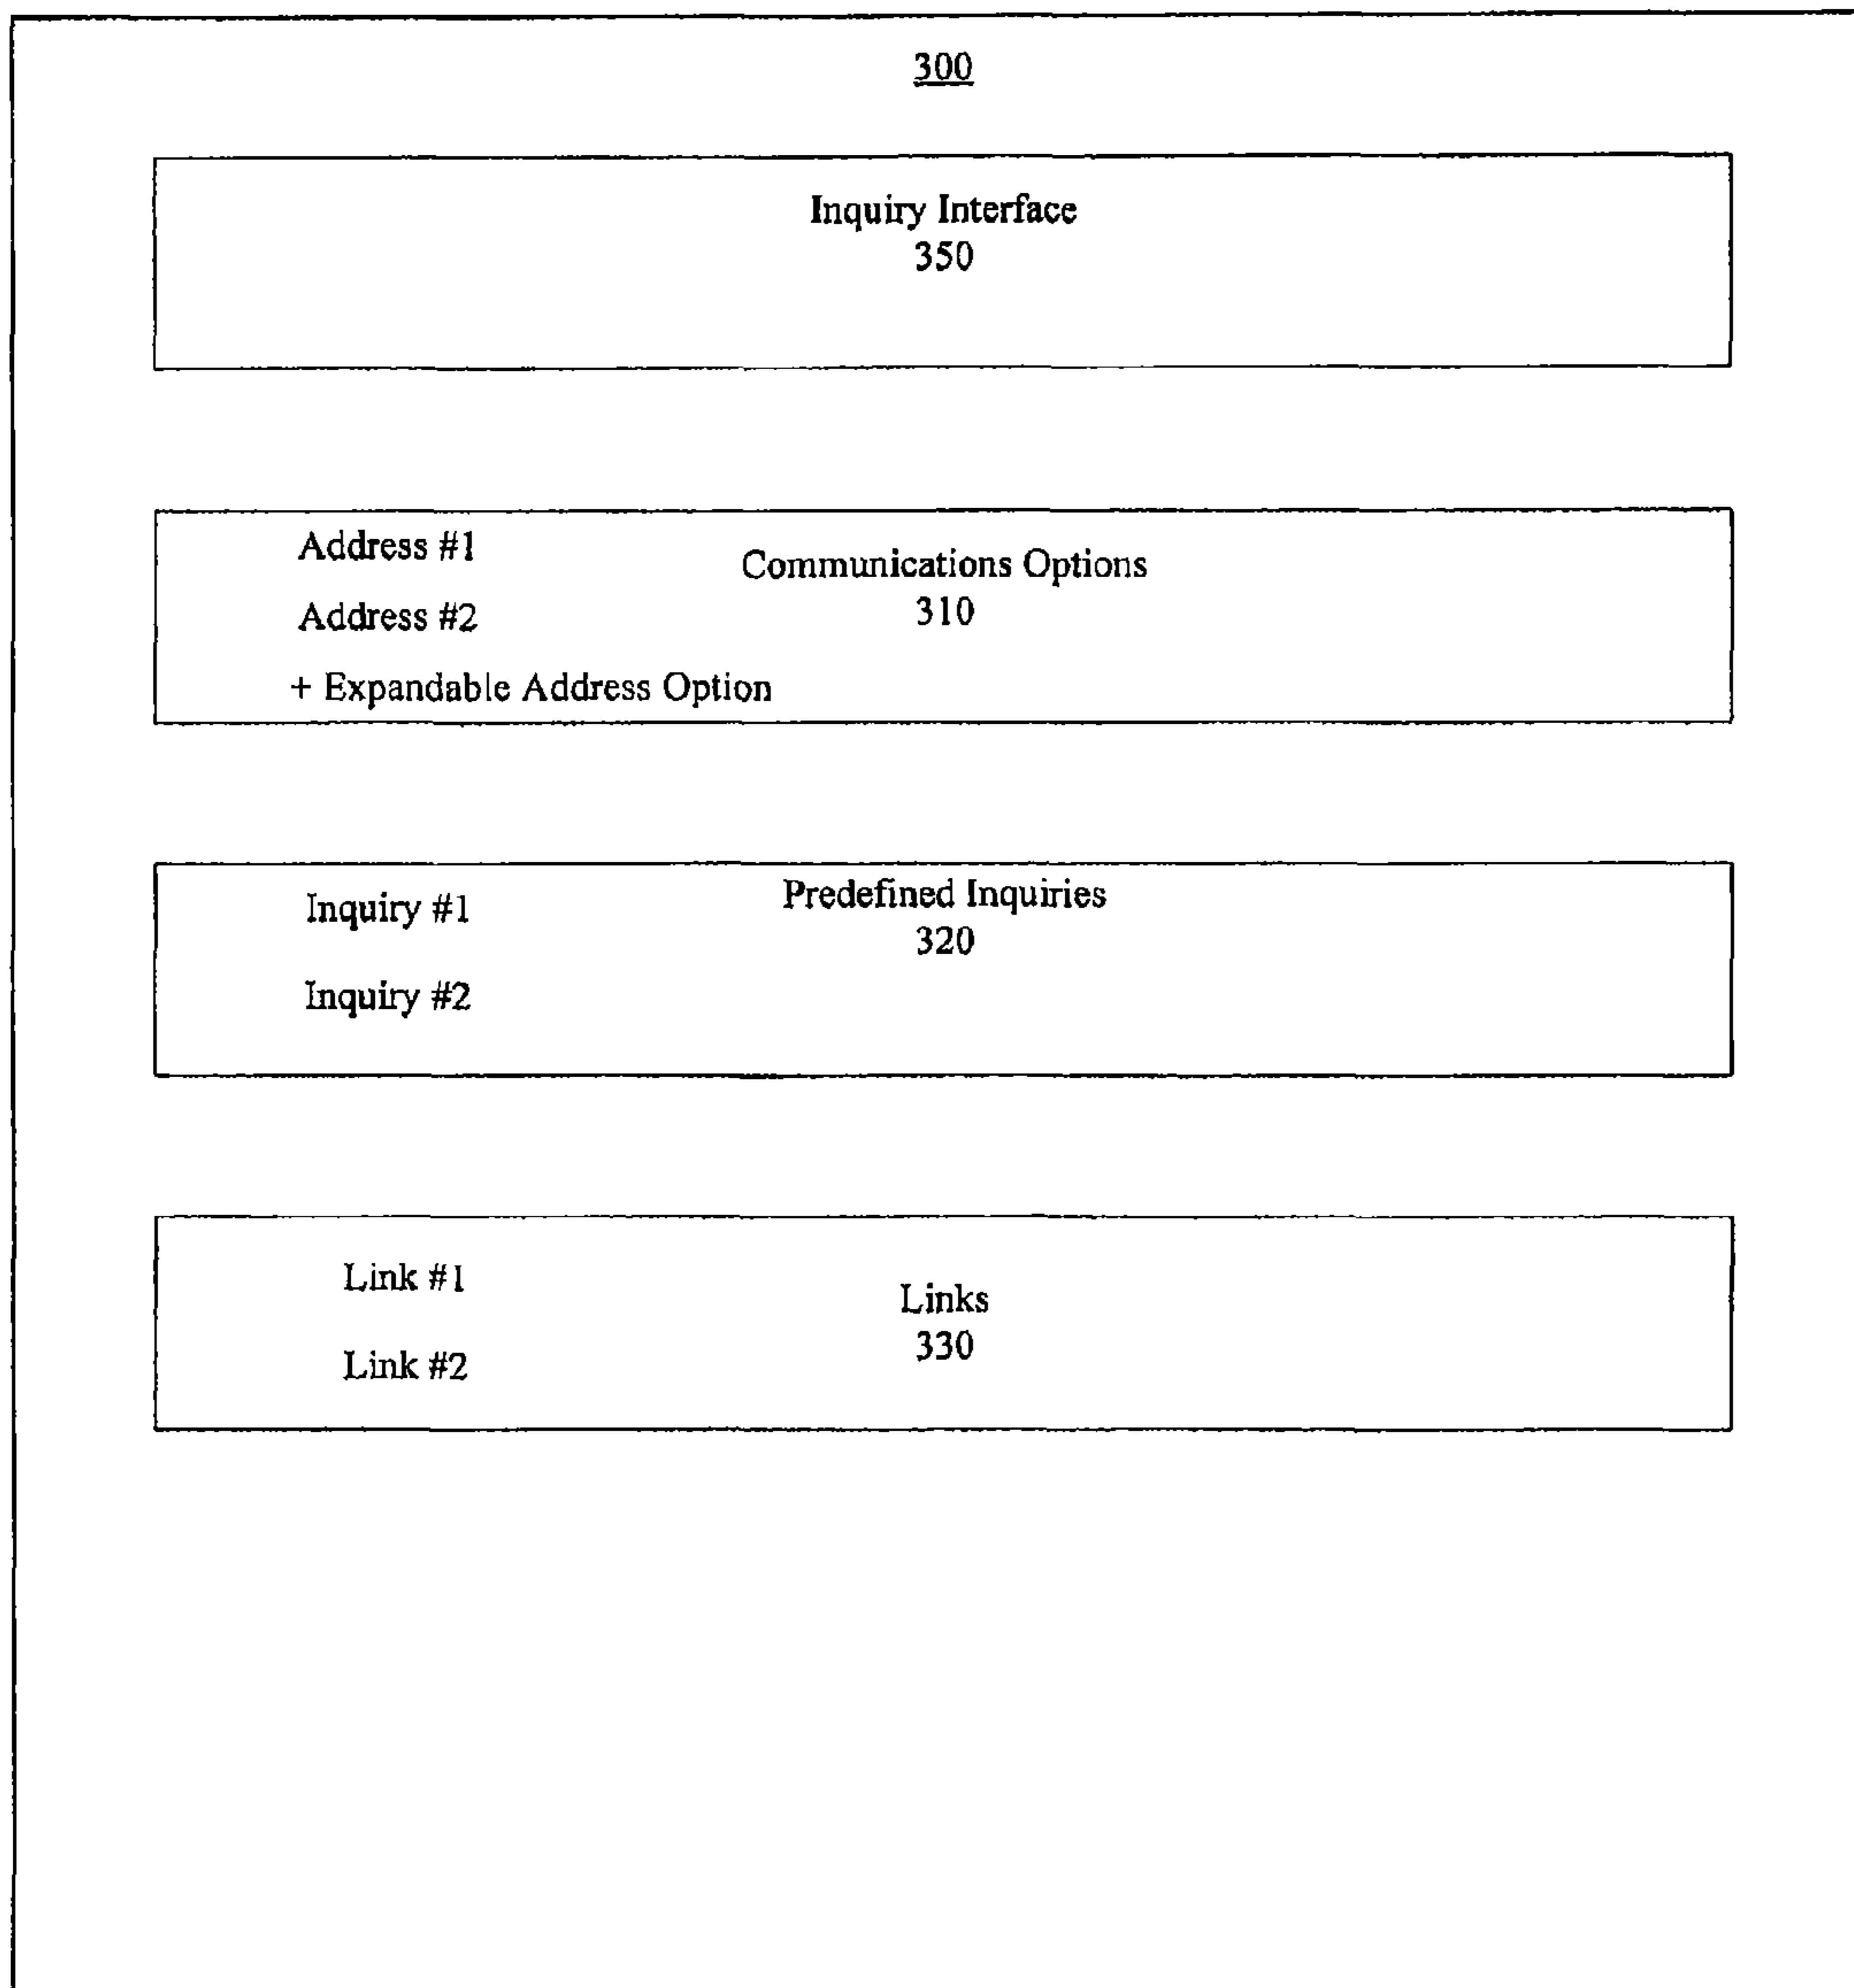 300
Inquiry Interface
350
Address #1
Communications Options
Address #2
310
+ Expandable Address Option
Predefined Inquiries
Inquiry #1
320
Inquiry #2
Link #1
Links
330
Link #2